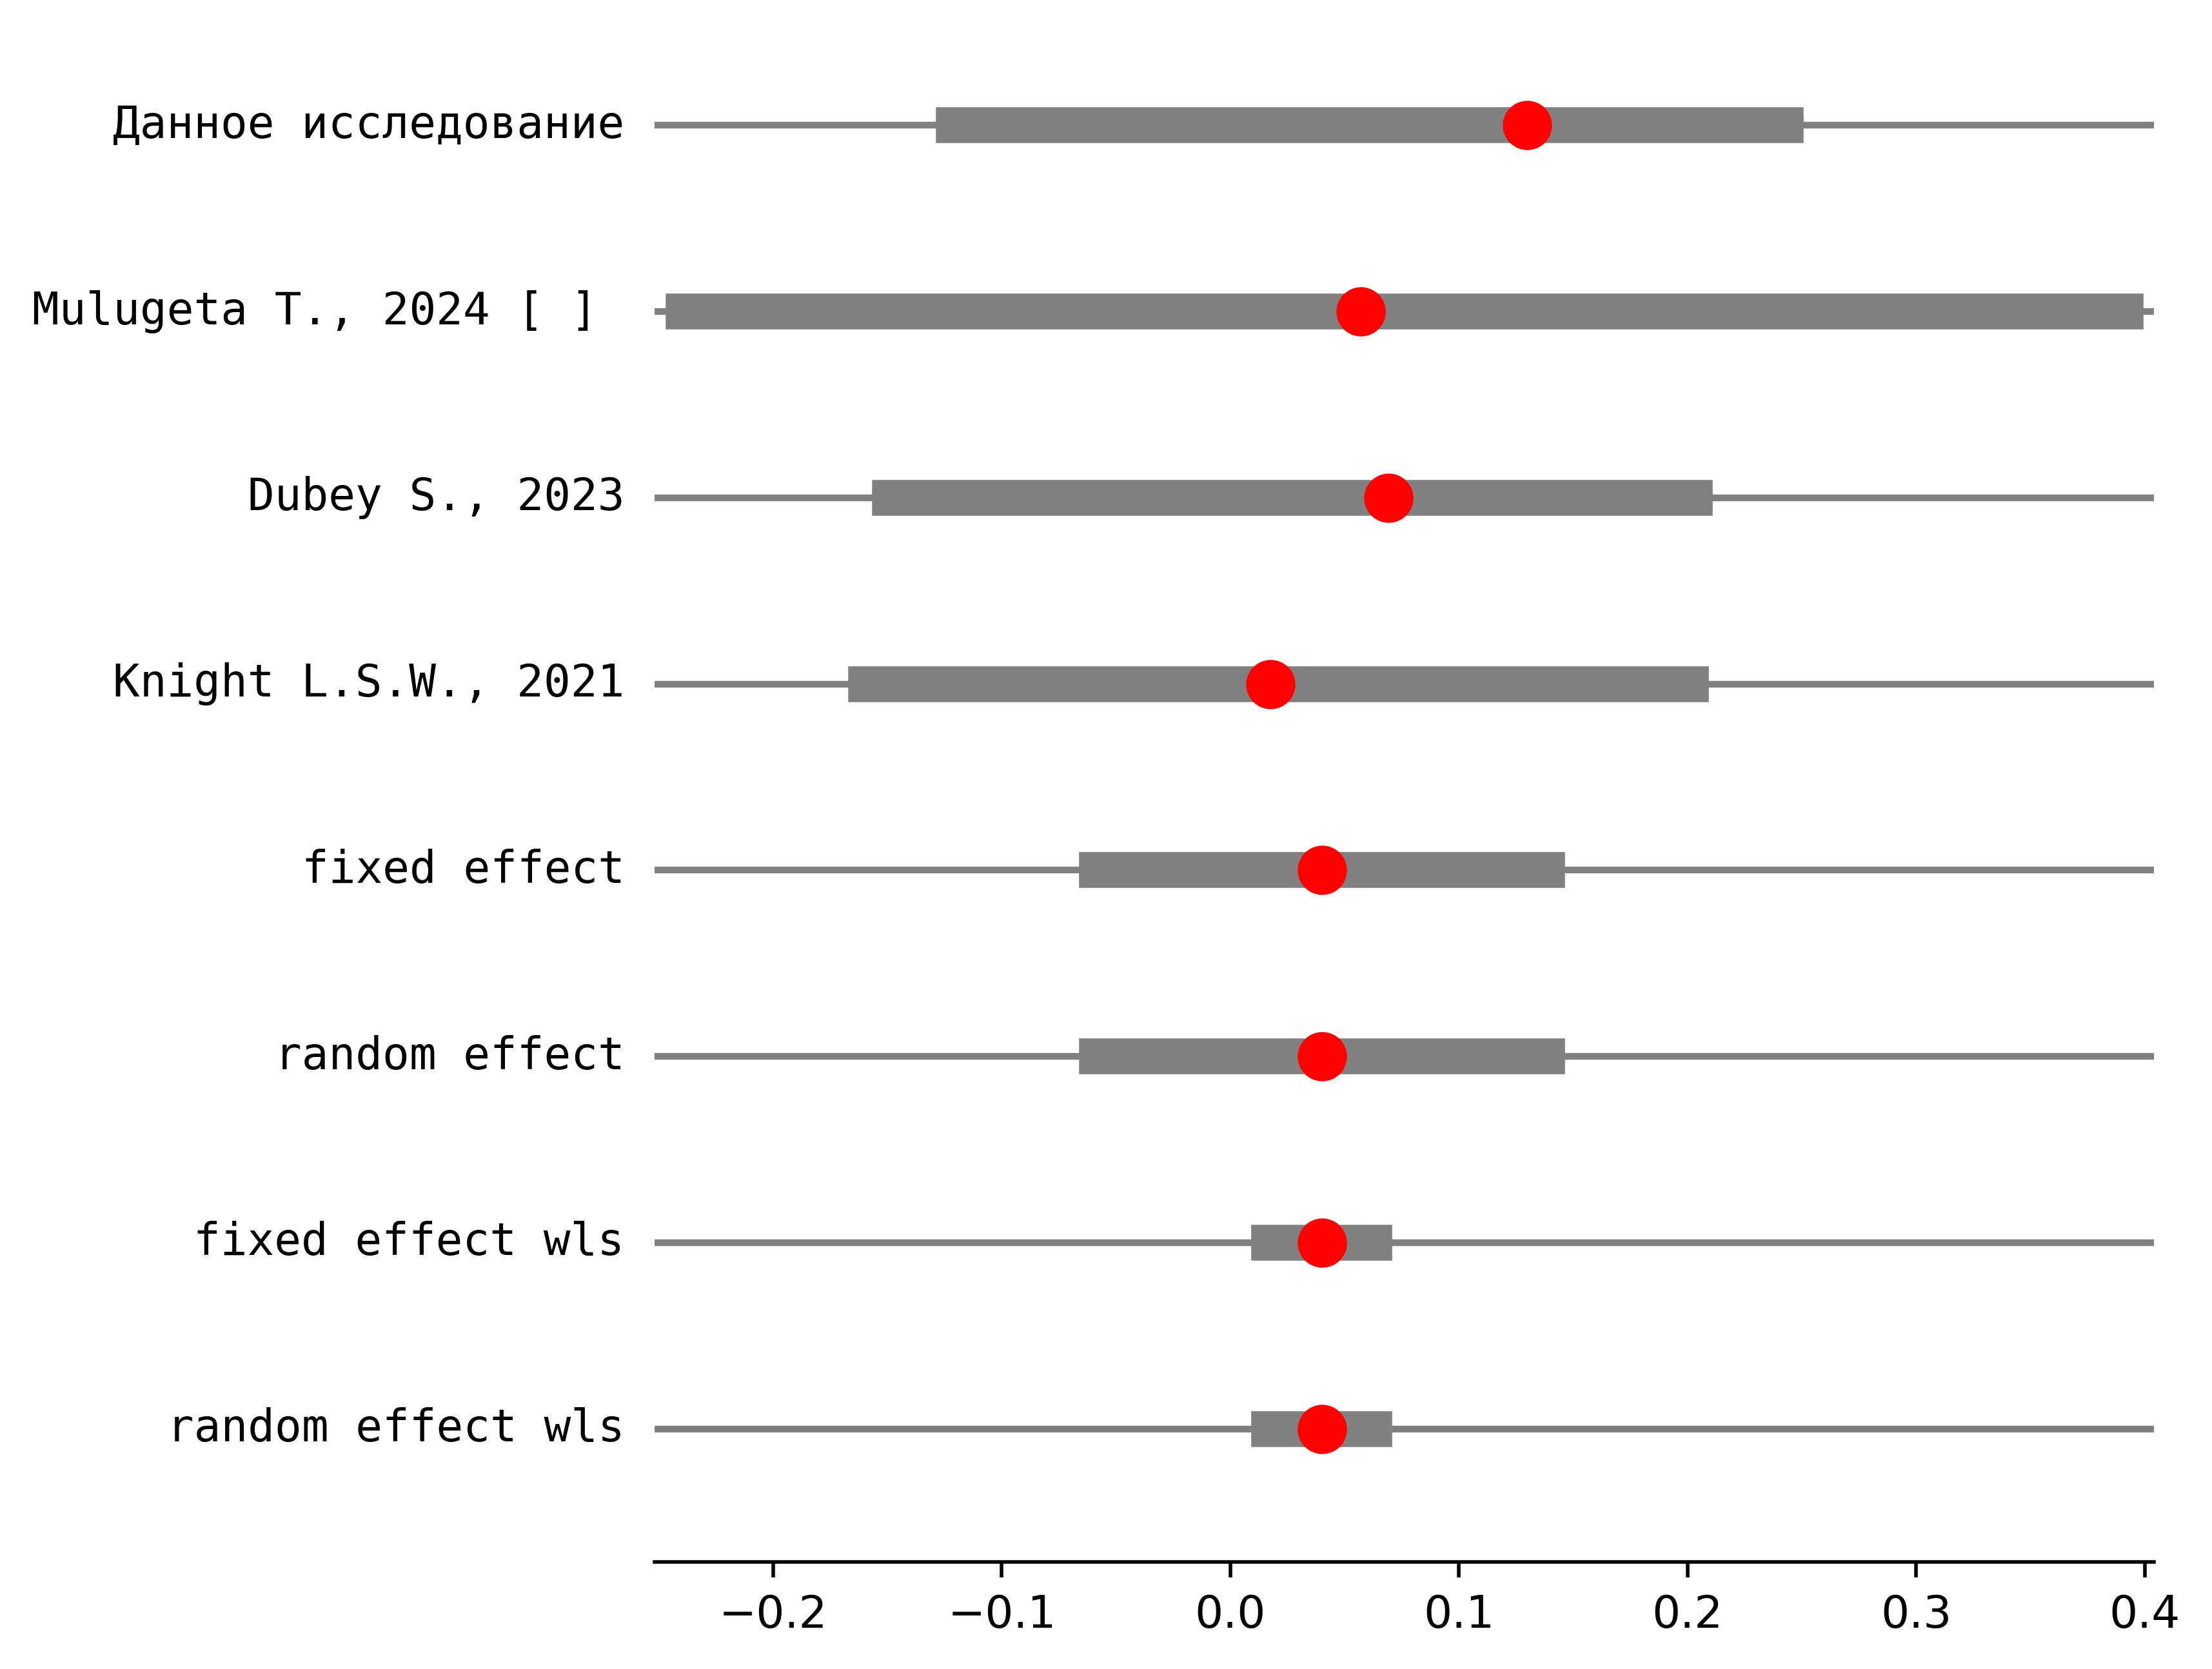 Данное исследование
Mulugeta T., 2024 [ ]
Dubey S., 2023
Knight L.S.W., 2021
fixed effect
random effect
fixed effect wls
random effect wls
−0.2 −0.1 0.0 0.1 0.2 0.3 0.4